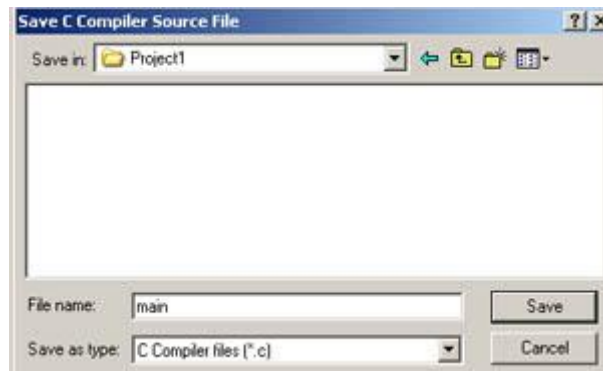 Save C Compiler Source File
Save in: Project1
File name: main Save
Save as type: C Compiler files (*.c) Cancel